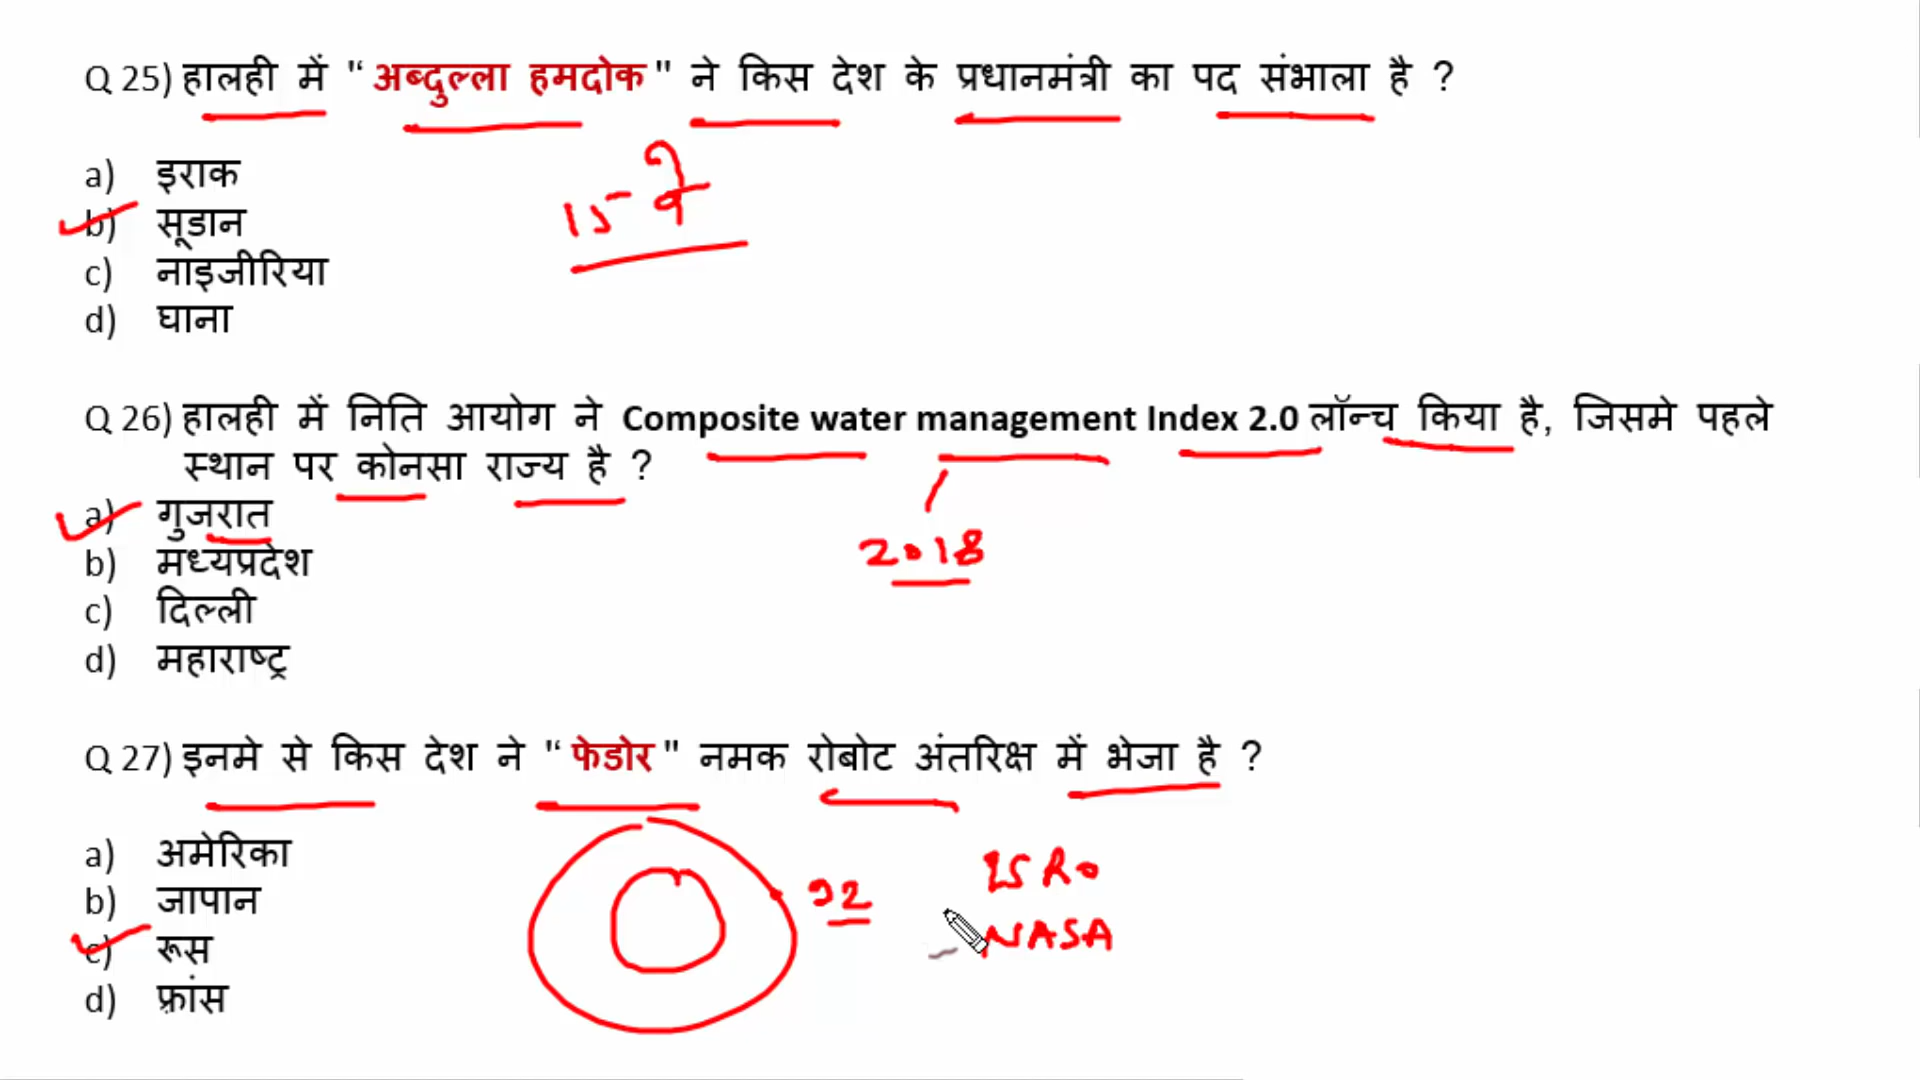 Q 25) हालही में “ अब्दुल्ला हमदोक " ने किस देश के प्रधानमंत्री का पद संभाला है ?
15 वे
a) इराक
b) सूडान
c) नाइजीरिया
d) घाना
Q 26) हालही में निति आयोग ने Composite water management Index 2.0 लॉन्च किया है, जिसमे पहले
स्थान पर कोनसा राज्य है ?
a) गुजरात
2018
b) मध्यप्रदेश
c) दिल्ली
d) महाराष्ट्र
Q 27) इनमे से किस देश ने “ फेडोर " नमक रोबोट अंतरिक्ष में भेजा है ?
a) अमेरिका
ISRO
b) जापान
c) रूस
NASA
d) फ़्रांस